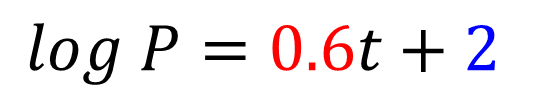 log P = 0.6t + 2